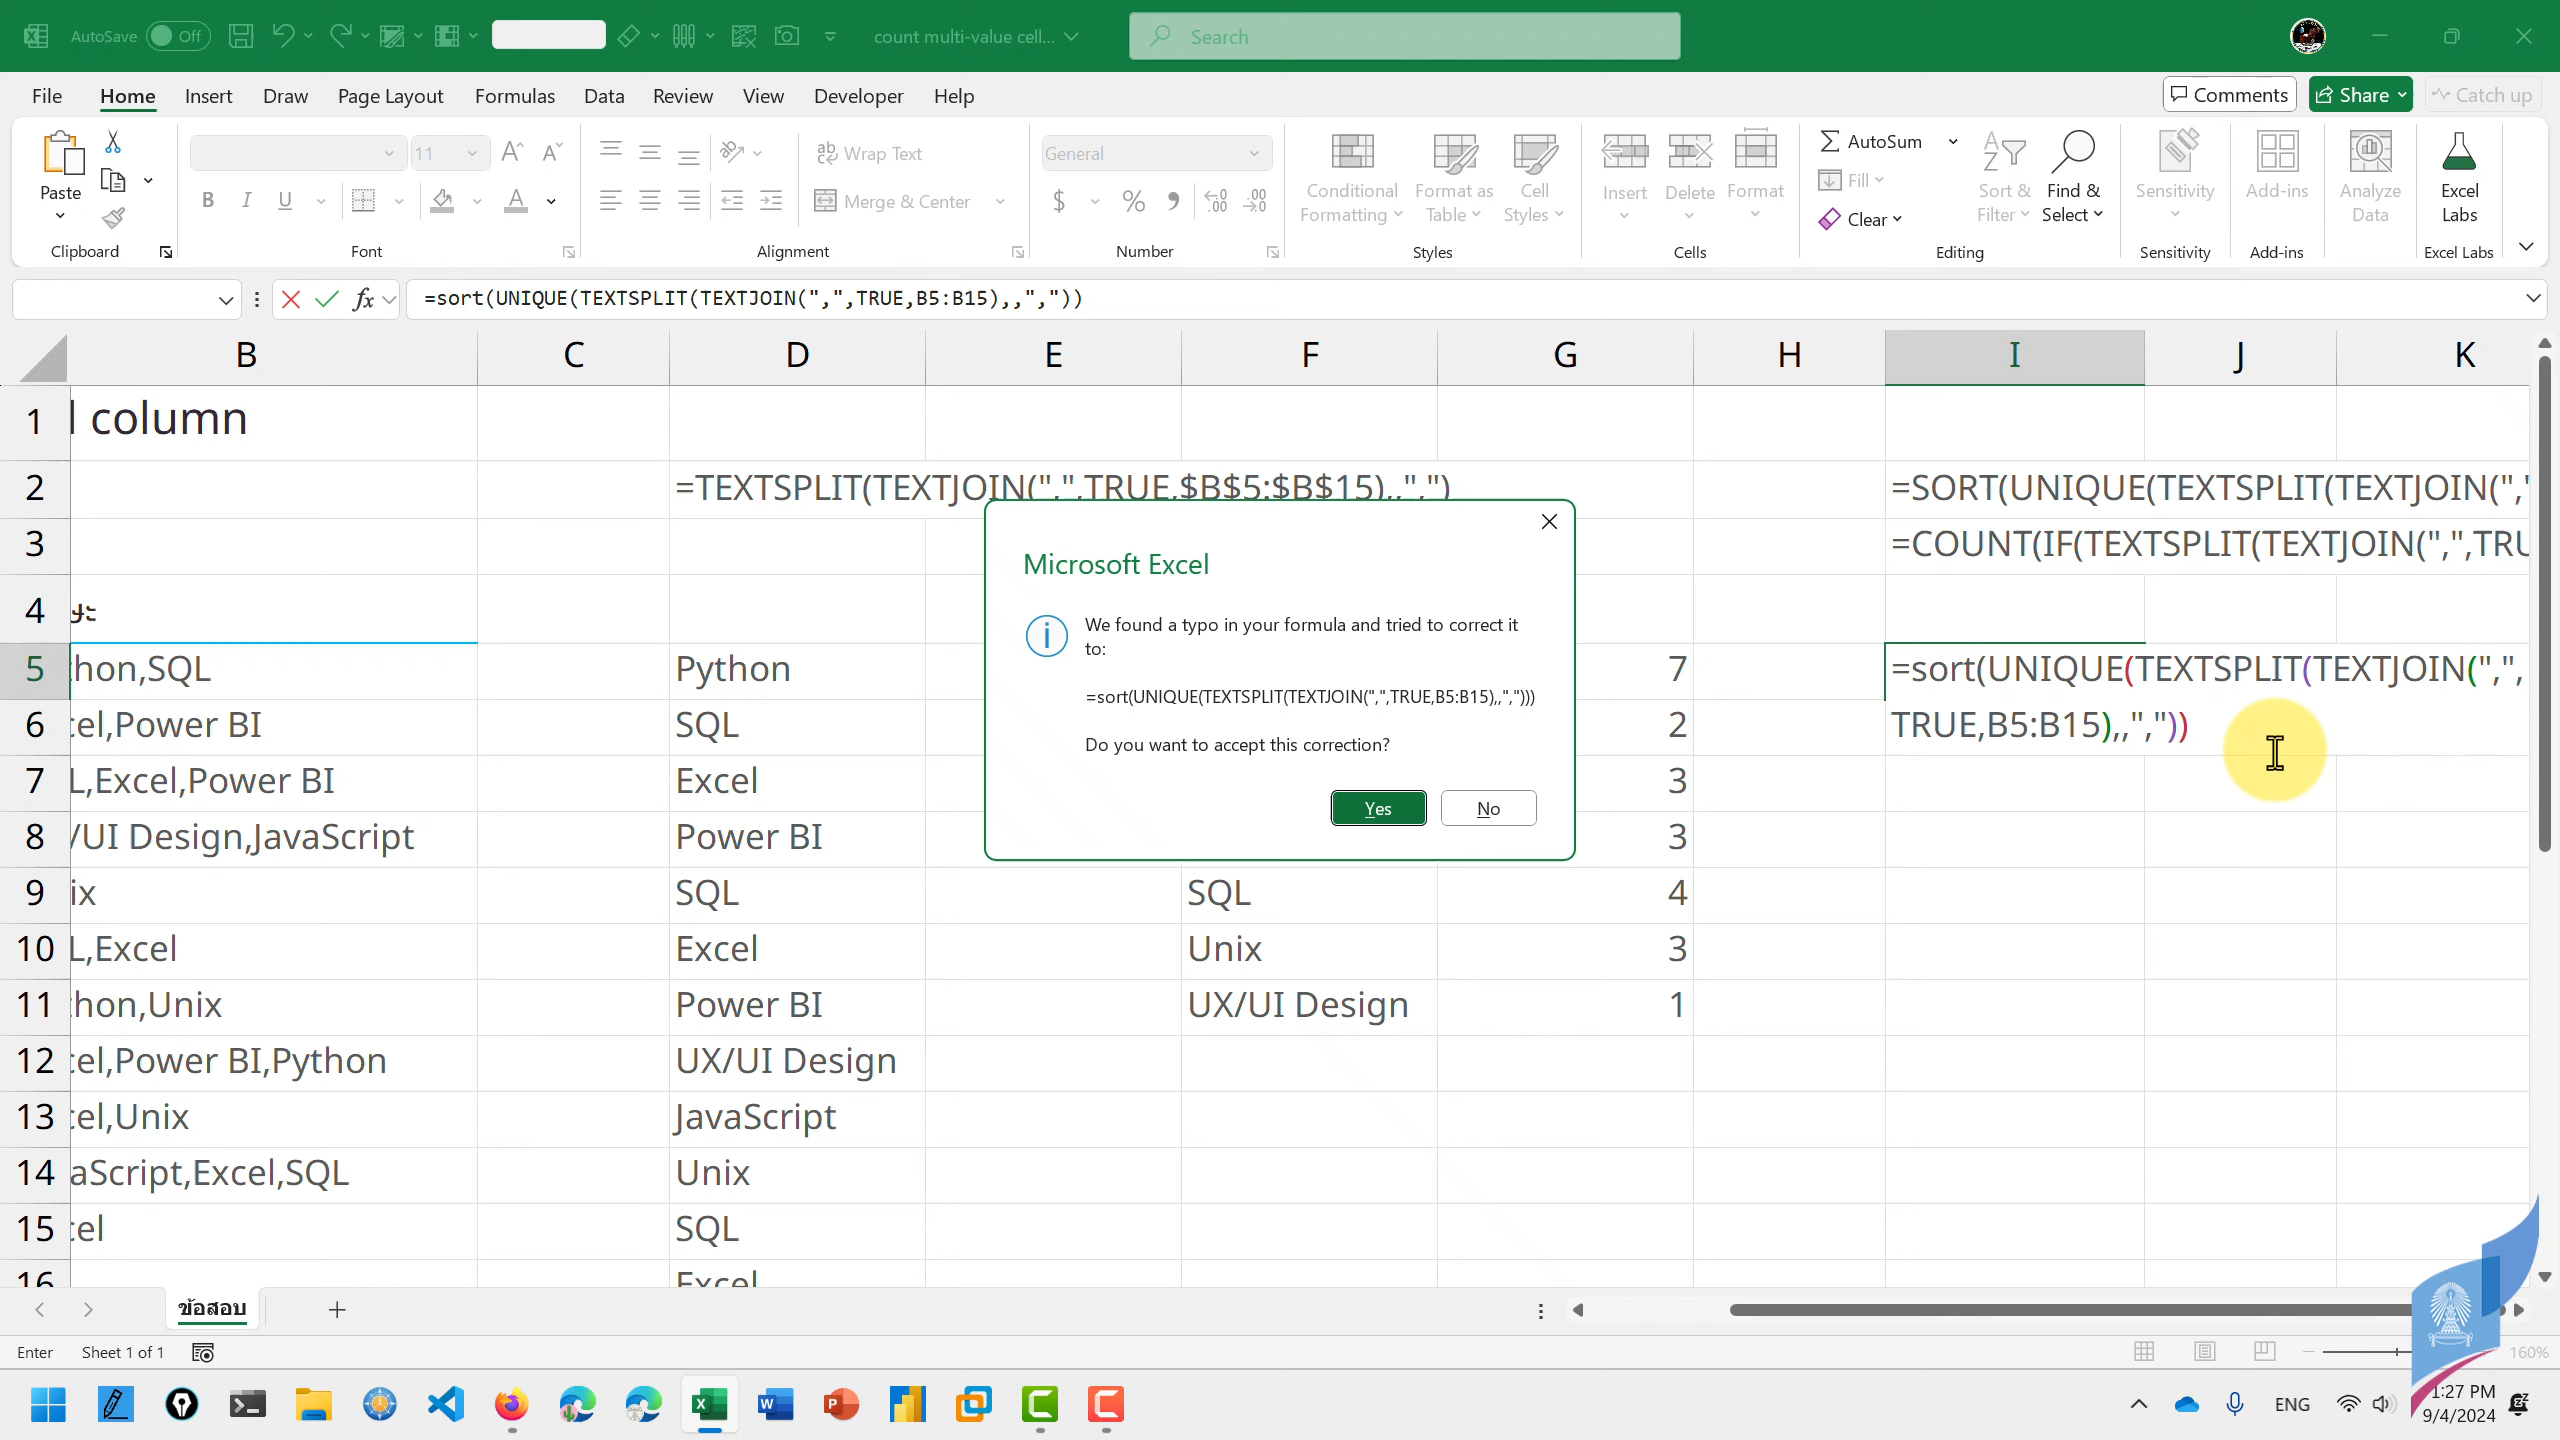 AutoSave Off count multi-value cell... Search
File Home Insert Draw Page Layout Formulas Data Review View Developer Help Comments Share Catch up
Paste
Clipboard
11
B I U A
Font
Wrap Text
Merge & Center
Alignment
General
$ % 9
Number
Conditional Formatting
Format as Table
Cell Styles
Styles
Insert Delete Format
Cells
AutoSum
Fill
Clear
Sort & Filter
Find & Select
Editing
Sensitivity
Sensitivity
Add-ins
Add-ins
Analyze Data
Excel Labs
Excel Labs
fx =sort(UNIQUE(TEXTSPLIT(TEXTJOIN(",",TRUE,B5:B15),,","))
B C D E F G H I J K
1 l column
2 =TEXTSPLIT(TEXTJOIN(",",TRUE,$B$5:$B$15),,",") =SORT(UNIQUE(TEXTSPLIT(TEXTJOIN(","
3 =COUNT(IF(TEXTSPLIT(TEXTJOIN(",",TRU
4 ษะ
5 hon,SQL Python 7 =sort(UNIQUE(TEXTSPLIT(TEXTJOIN(",",
6 el,Power BI SQL 2 TRUE,B5:B15),,","))
7 L,Excel,Power BI Excel 3
8 /UI Design,JavaScript Power BI 3
9 ix SQL SQL 4
10 L,Excel Excel Unix 3
11 hon,Unix Power BI UX/UI Design 1
12 el,Power BI,Python UX/UI Design
13 el,Unix JavaScript
14 aScript,Excel,SQL Unix
15 el SQL
16 Excel
Microsoft Excel
We found a typo in your formula and tried to correct it
to:
=sort(UNIQUE(TEXTSPLIT(TEXTJOIN(",",TRUE,B5:B15),,",")))
Do you want to accept this correction?
Yes No
ข้อสอบ
Enter Sheet 1 of 1 160%
ENG 1:27 PM
9/4/2024